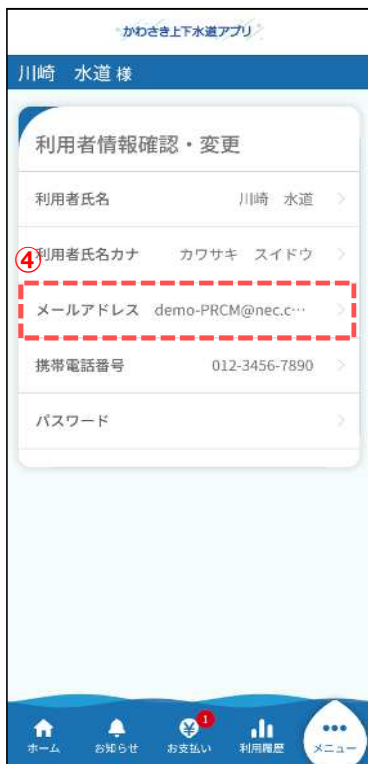 かわさき上下水道アプリ
川崎　水道 様
利用者情報確認・変更
利用者氏名 川崎　水道
④
利用者氏名カナ カワサキ　スイドウ
メールアドレス demo-PRCM@nec.c…
携帯電話番号 012-3456-7890
パスワード
1
ホーム お知らせ お支払い 利用履歴 メニュー